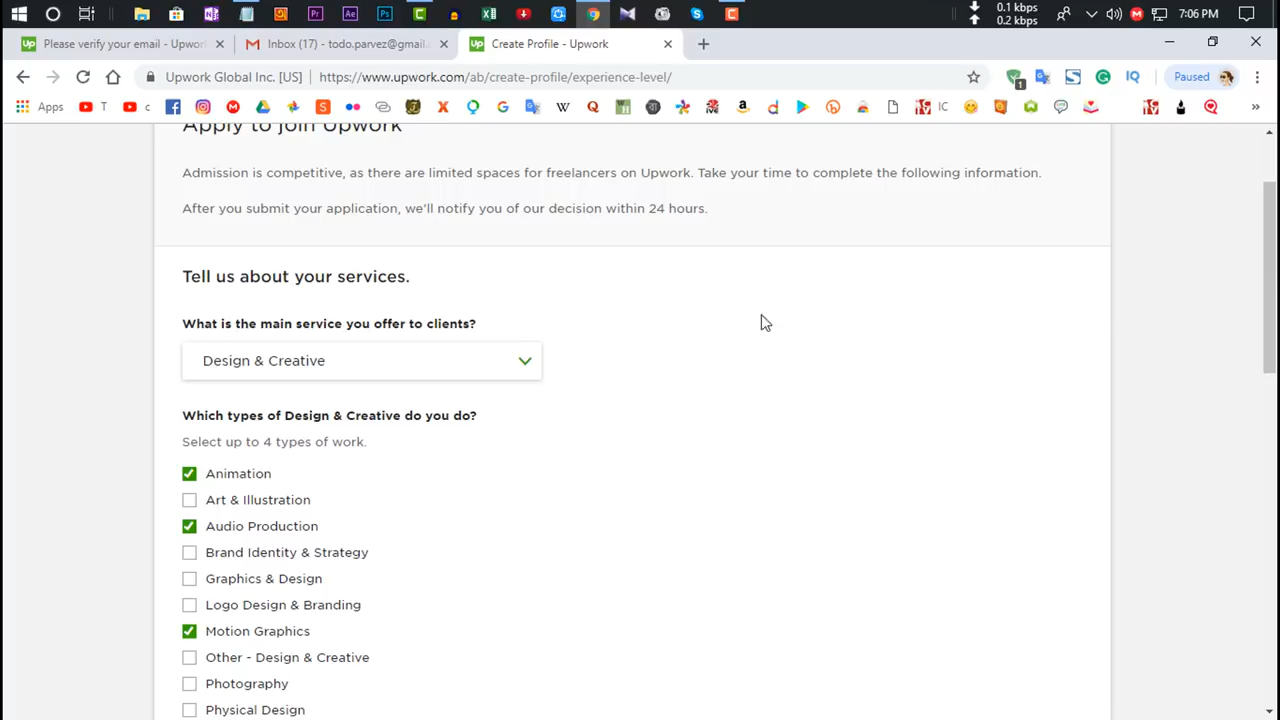 0.1 kbps
0.2 kbps
7:06 PM
Please verify your email - Upwor
Inbox (17) - todo.parvez@gmail.
Create Profile - Upwork
Upwork Global Inc. [US]
https://www.upwork.com/ab/create-profile/experience-level/
Paused
Apps
T
c
IC
Apply to join Upwork
Admission is competitive, as there are limited spaces for freelancers on Upwork. Take your time to complete the following information.
After you submit your application, we'll notify you of our decision within 24 hours.
Tell us about your services.
What is the main service you offer to clients?
Design & Creative
Which types of Design & Creative do you do?
Select up to 4 types of work.
Animation
Art & Illustration
Audio Production
Brand Identity & Strategy
Graphics & Design
Logo Design & Branding
Motion Graphics
Other - Design & Creative
Photography
Physical Design